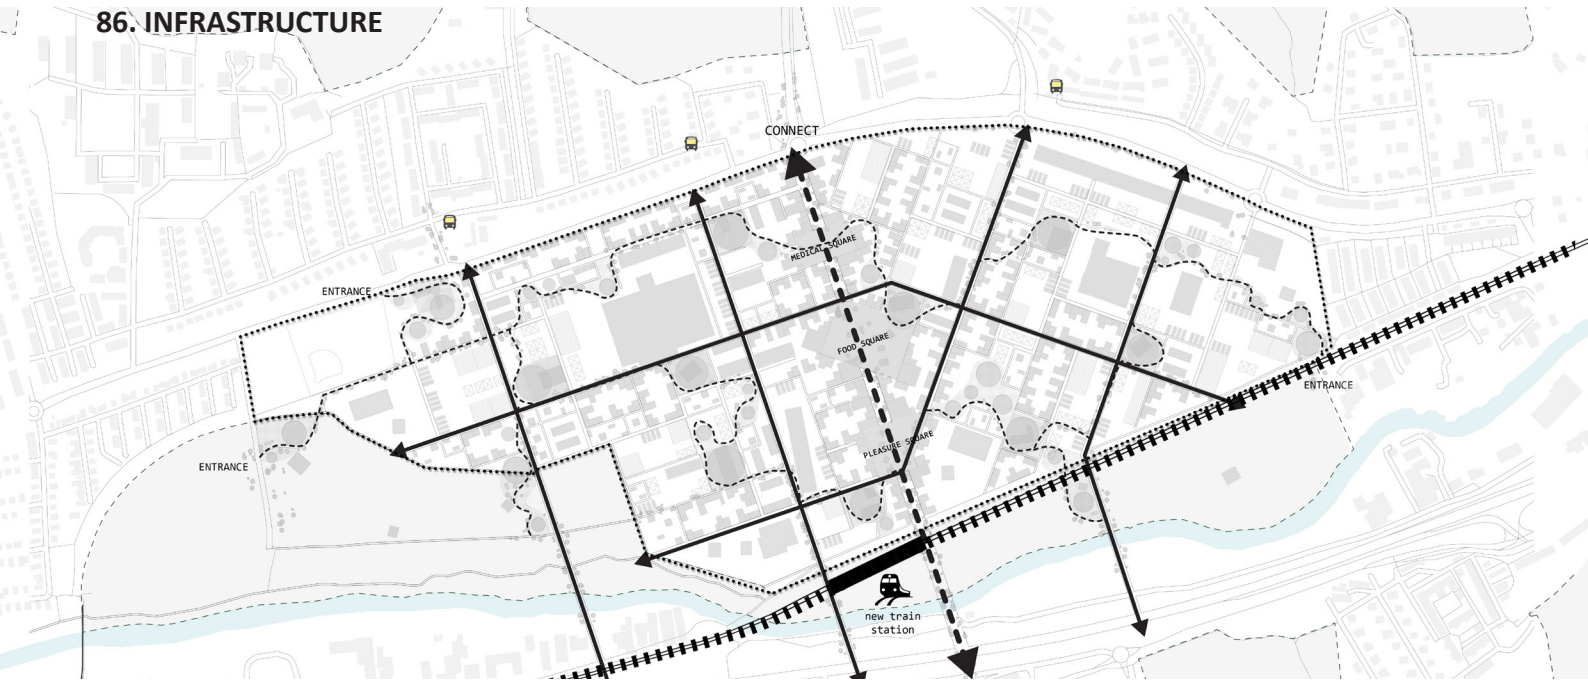 86. INFRASTRUCTURE
CONNECT
MEDICAL SQUARE
ENTRANCE
FOOD SQUARE
ENTRANCE
PLEASURE SQUARE
ENTRANCE
new train
station